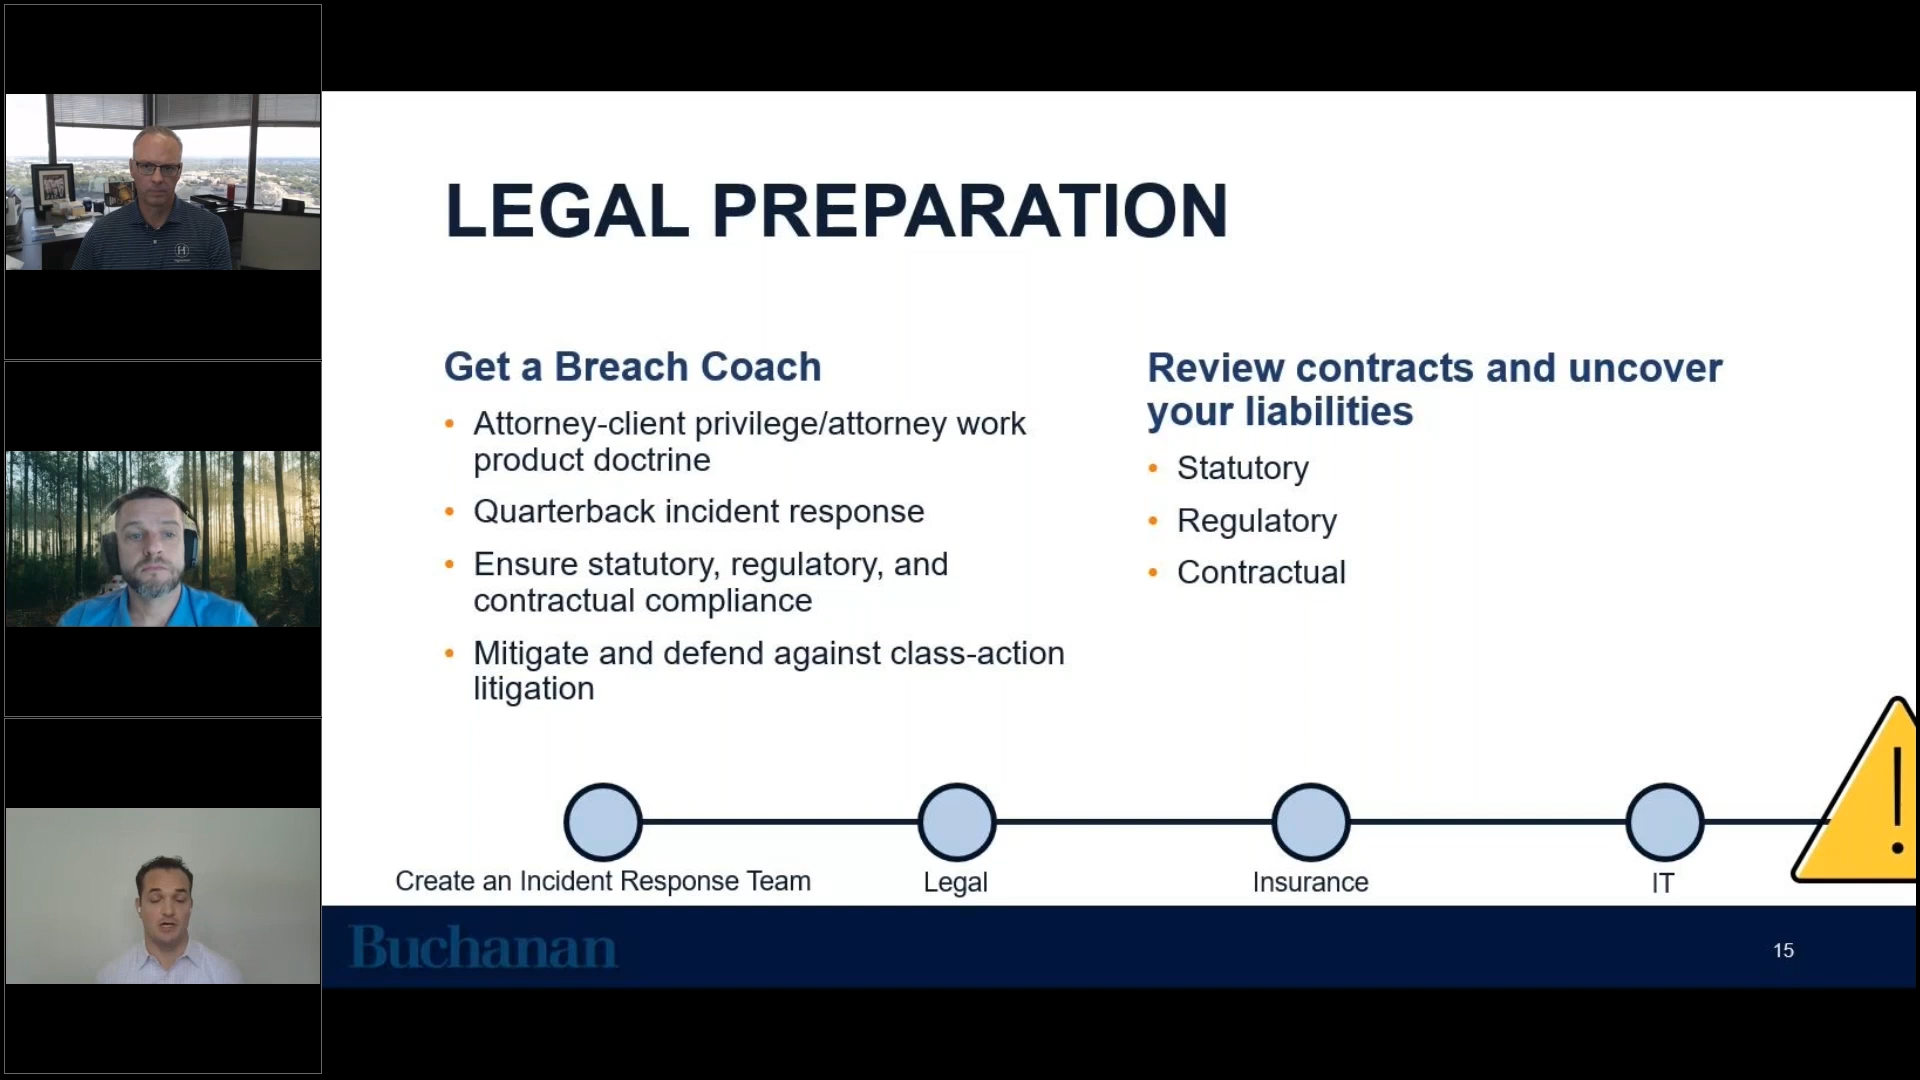 LEGAL PREPARATION
Get a Breach Coach
• Attorney-client privilege/attorney work
product doctrine
• Quarterback incident response
• Ensure statutory, regulatory, and
contractual compliance
• Mitigate and defend against class-action
litigation
Review contracts and uncover
your liabilities
• Statutory
• Regulatory
• Contractual
Create an Incident Response Team
Legal
Insurance
IT
!
Buchanan
15